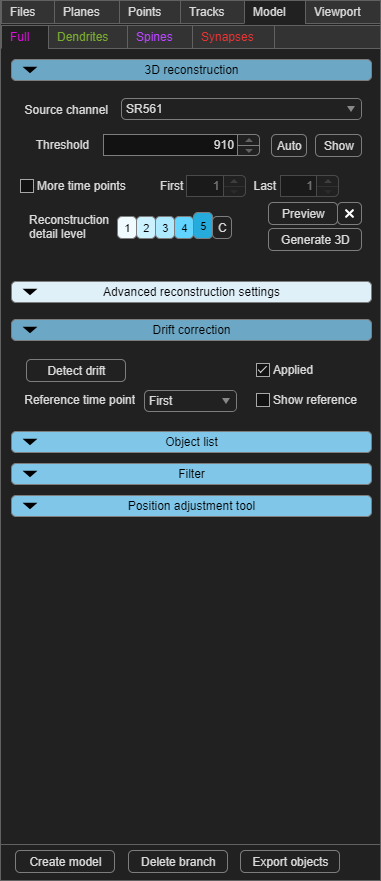 Files Planes Points Tracks Model Viewport
Full Dendrites Spines Synapses
3D reconstruction
Source channel SR561
Threshold 910 Auto Show
More time points First 1 Last 1
Reconstruction
detail level 1 2 3 4 5 C
Preview ×
Generate 3D
Advanced reconstruction settings
Drift correction
Detect drift Applied
Reference time point First Show reference
Object list
Filter
Position adjustment tool
Create model Delete branch Export objects